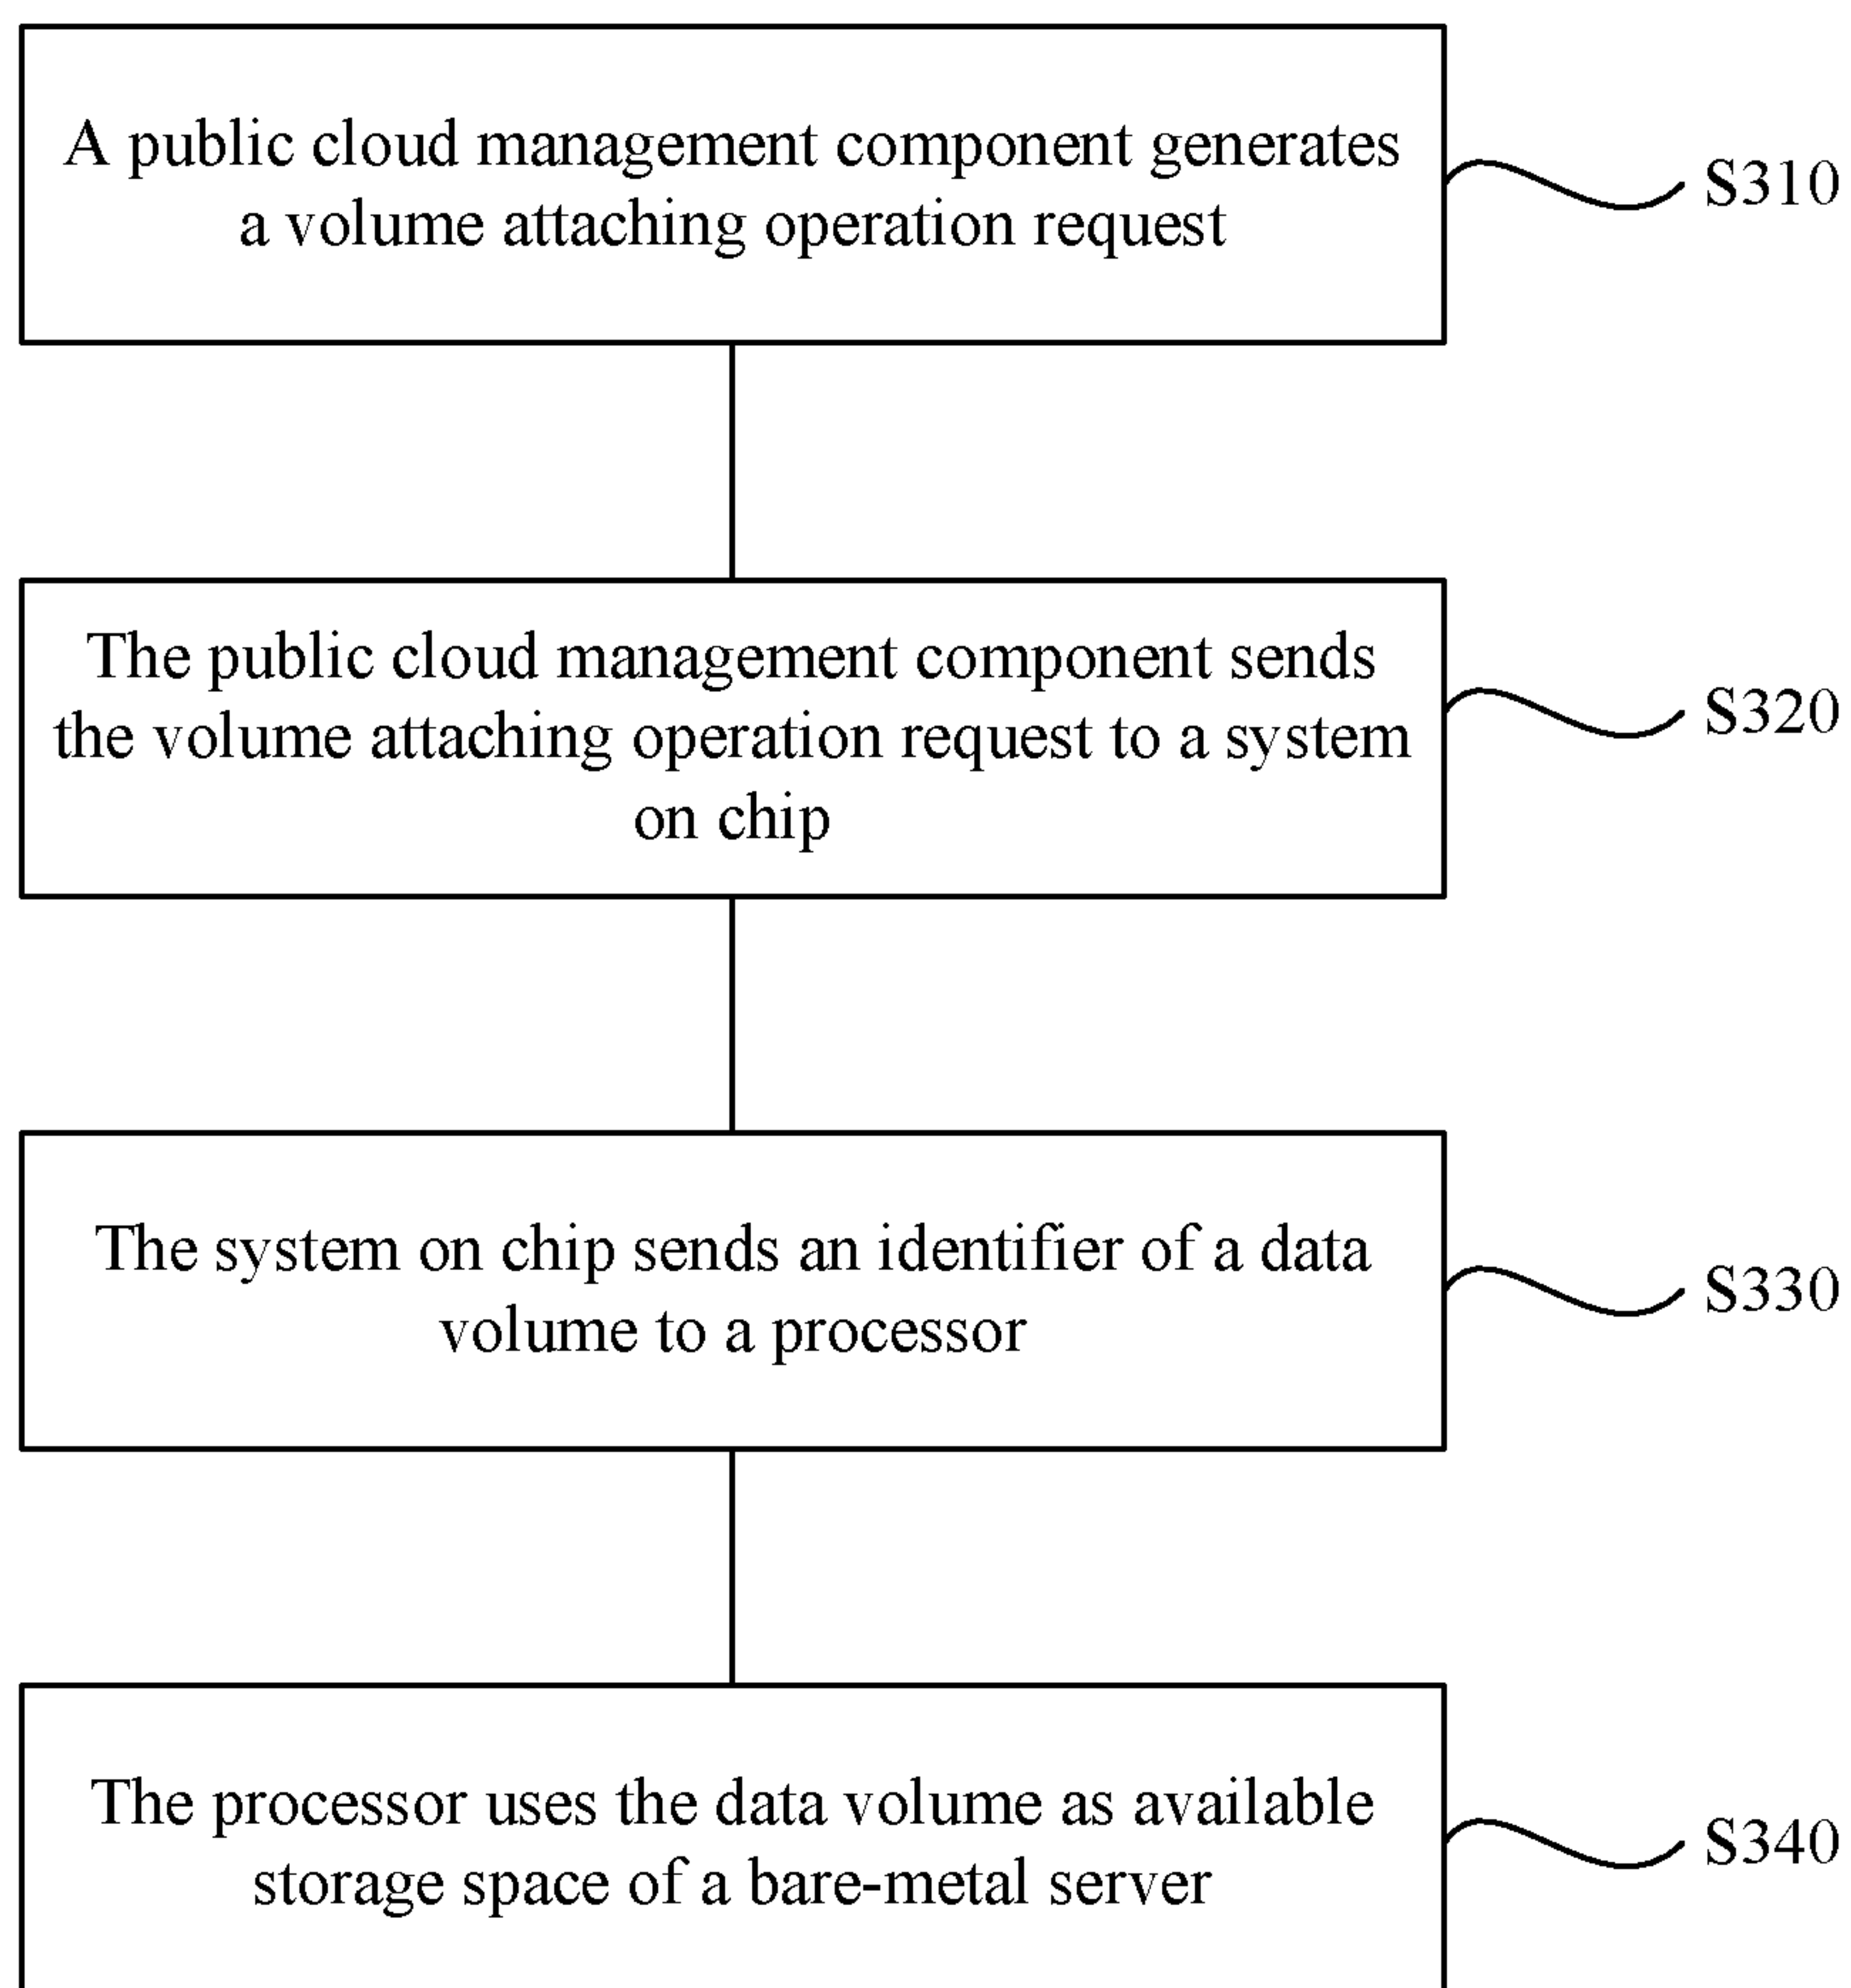 A public cloud management component generates
a volume attaching operation request
S310
The public cloud management component sends
the volume attaching operation request to a system
on chip
S320
The system on chip sends an identifier of a data
volume to a processor
S330
The processor uses the data volume as available
storage space of a bare-metal server
S340